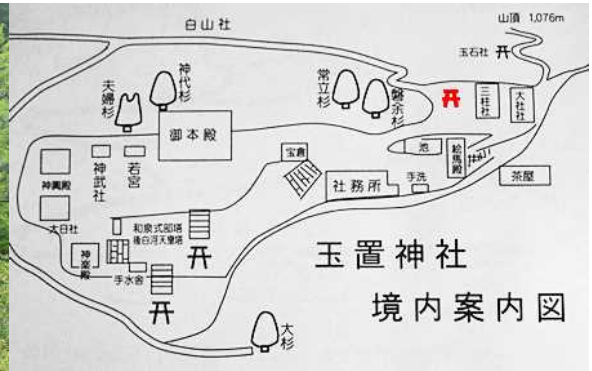 白山社
山頂 1,076m
玉石社
夫婦杉
神代杉
常立杉
磐余杉
三柱社
大社社
御本殿
宝倉
池
絵馬殿
神輿殿
神武社
若宮
社務所
手洗
茶屋
大日社
和泉式部塔
後白河天皇塔
神楽殿
手水舎
大杉
玉置神社
境内案内図